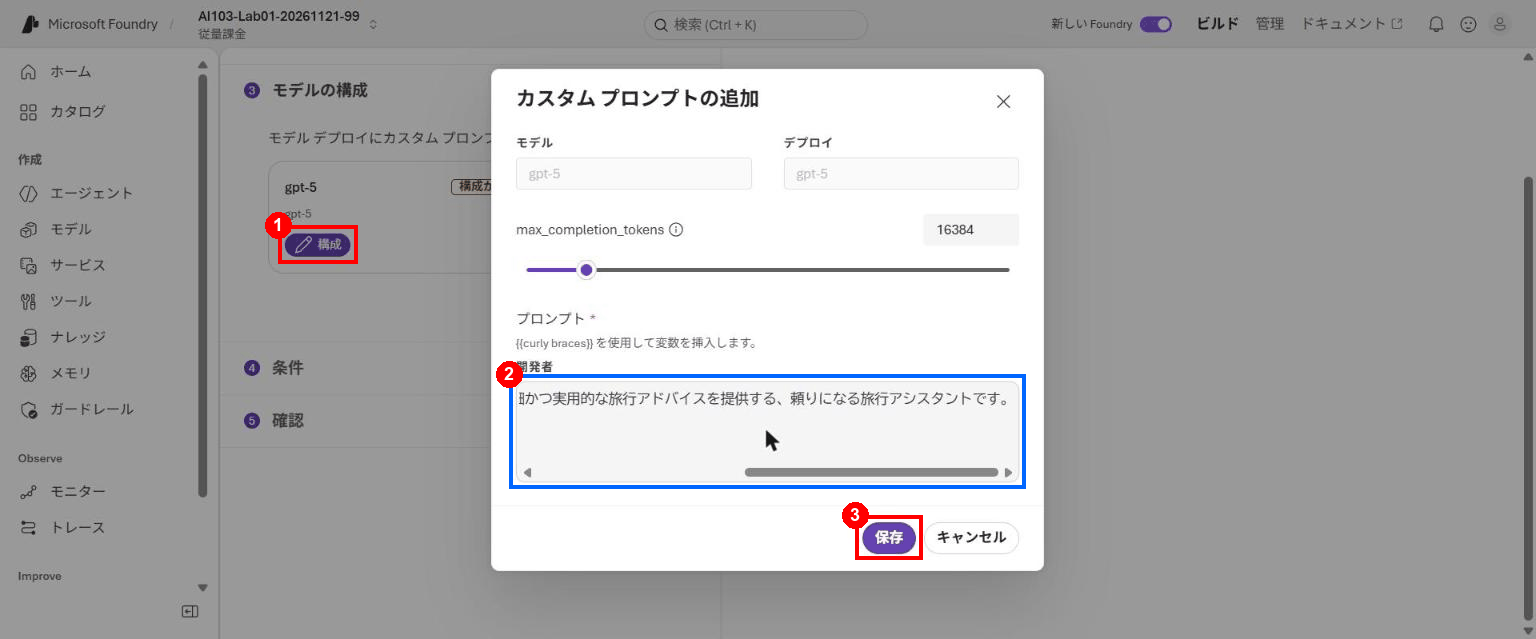 Microsoft Foundry / AI103-Lab01-20261121-99
従量課金
検索 (Ctrl + K)
新しい Foundry ビルド 管理 ドキュメント
ホーム
カタログ
作成
エージェント
モデル
サービス
ツール
ナレッジ
メモリ
ガードレール
Observe
モニター
トレース
Improve
3 モデルの構成
モデル デプロイにカスタム プロン
gpt-5
構成が
gpt-5
1
構成
4 条件
5 確認
カスタム プロンプトの追加
モデル デプロイ
gpt-5 gpt-5
max_completion_tokens 16384
プロンプト *
{{curly braces}} を使用して変数を挿入します。
2 開発者
かつ実用的な旅行アドバイスを提供する、頼りになる旅行アシスタントです。
3
保存 キャンセル